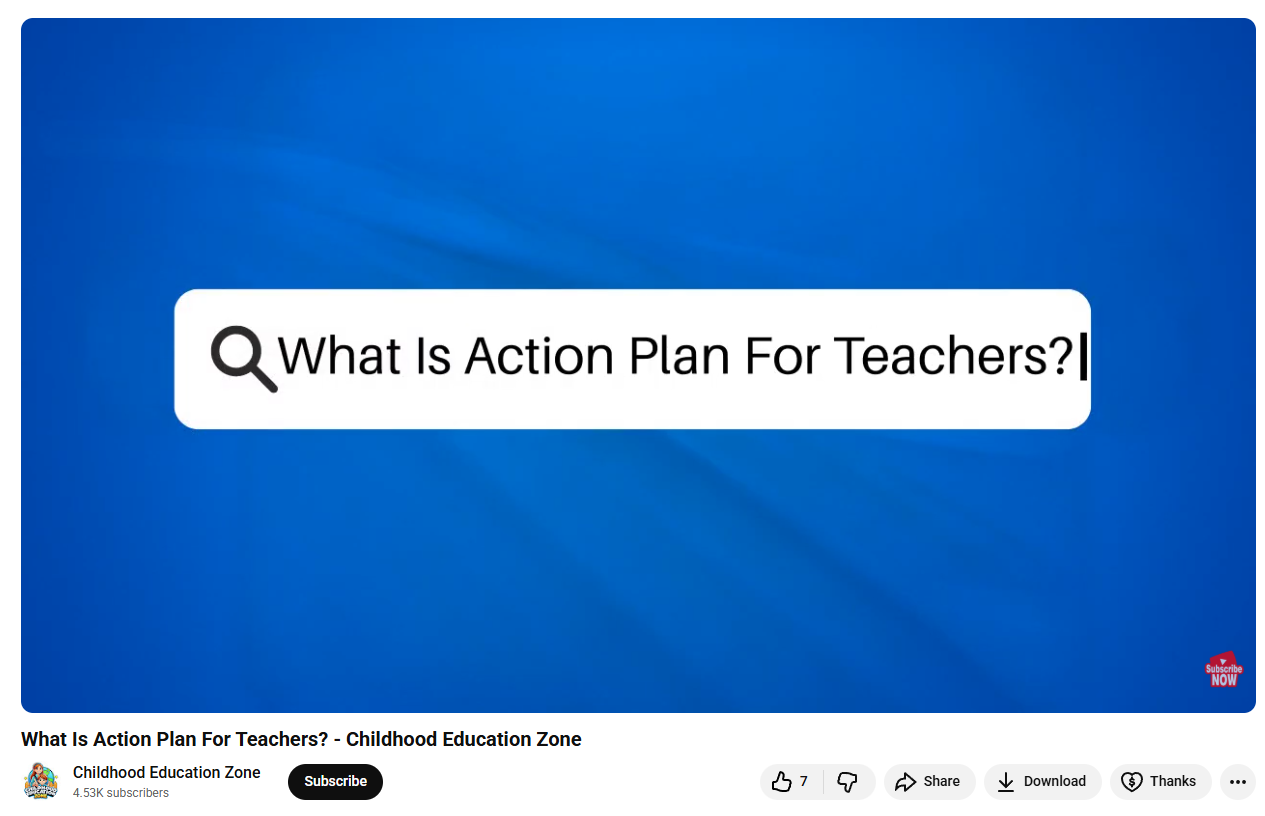 What Is Action Plan For Teachers?
Subscribe
NOW
What Is Action Plan For Teachers? - Childhood Education Zone
Childhood Education Zone
4.53K subscribers
Subscribe
7
Share
Download
Thanks